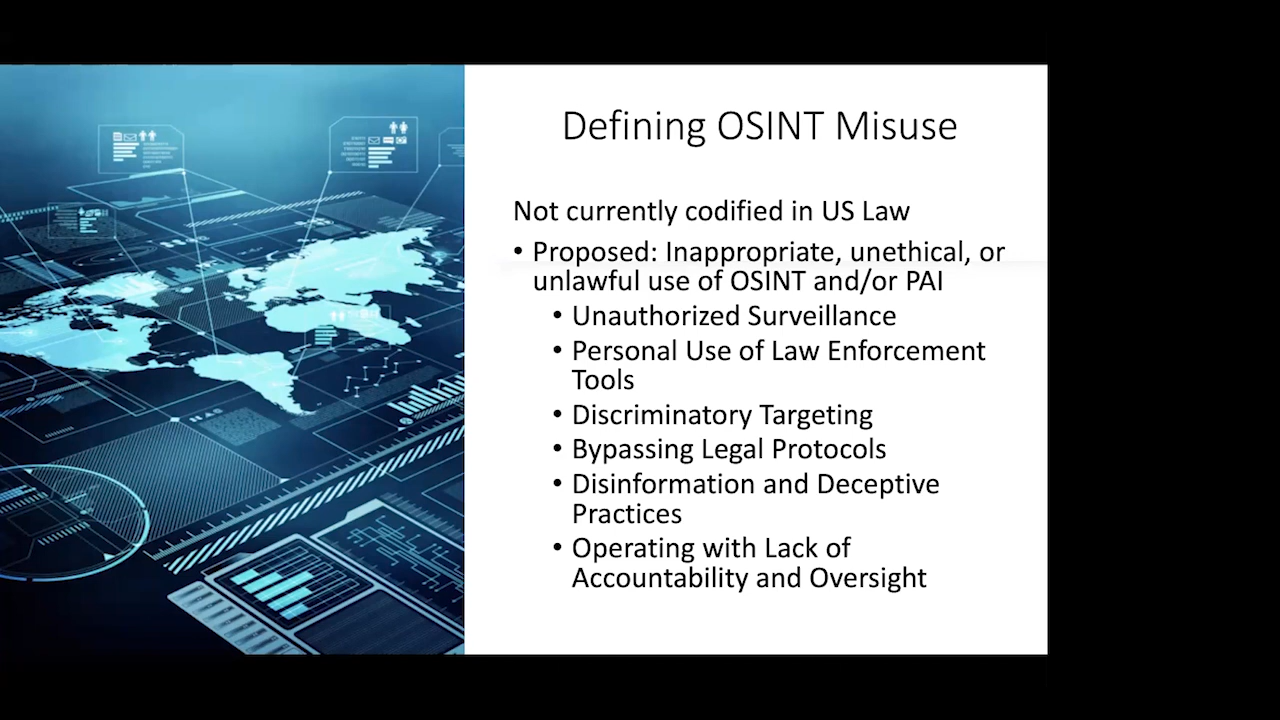 Defining OSINT Misuse
Not currently codified in US Law
• Proposed: Inappropriate, unethical, or
unlawful use of OSINT and/or PAI
• Unauthorized Surveillance
• Personal Use of Law Enforcement
Tools
• Discriminatory Targeting
• Bypassing Legal Protocols
• Disinformation and Deceptive
Practices
• Operating with Lack of
Accountability and Oversight